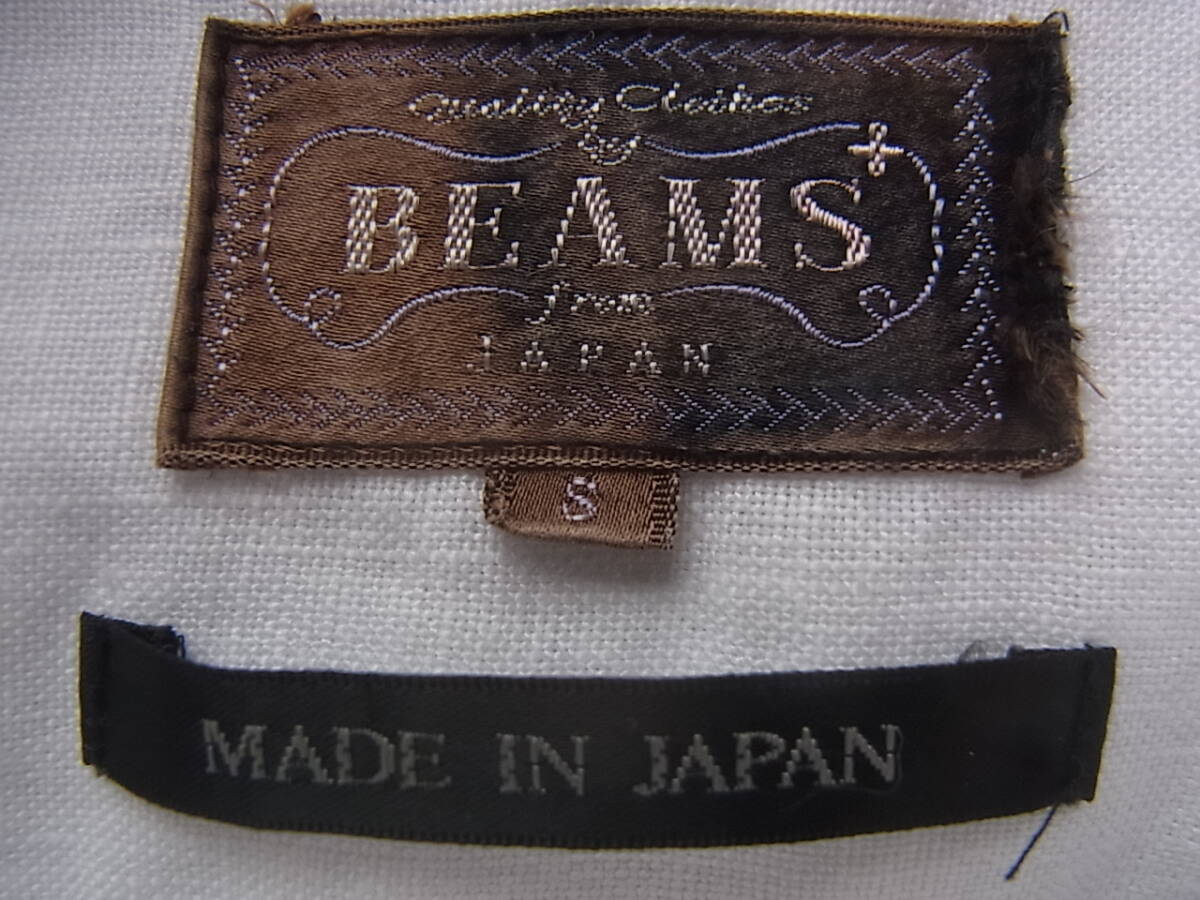 Quality Clothes
by
BEAMS+
from
JAPAN
S
MADE IN JAPAN